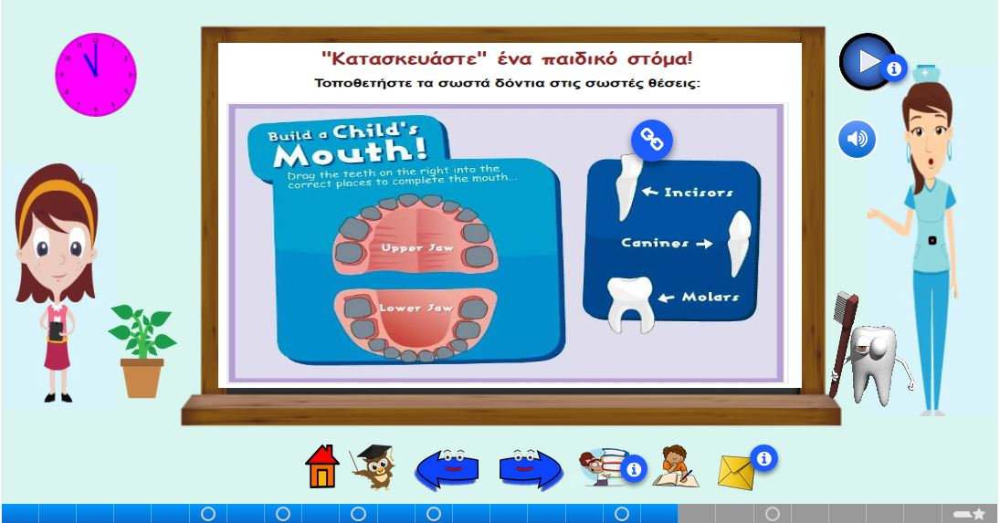 "Κατασκευάστε" ένα παιδικό στόμα!
Τοποθετήστε τα σωστά δόντια στις σωστές θέσεις:
Build a Child's
Mouth!
Drag the teeth on the right into the
correct places to complete the mouth...
Upper Jaw
Lower Jaw
Incisors
Canines
Molars